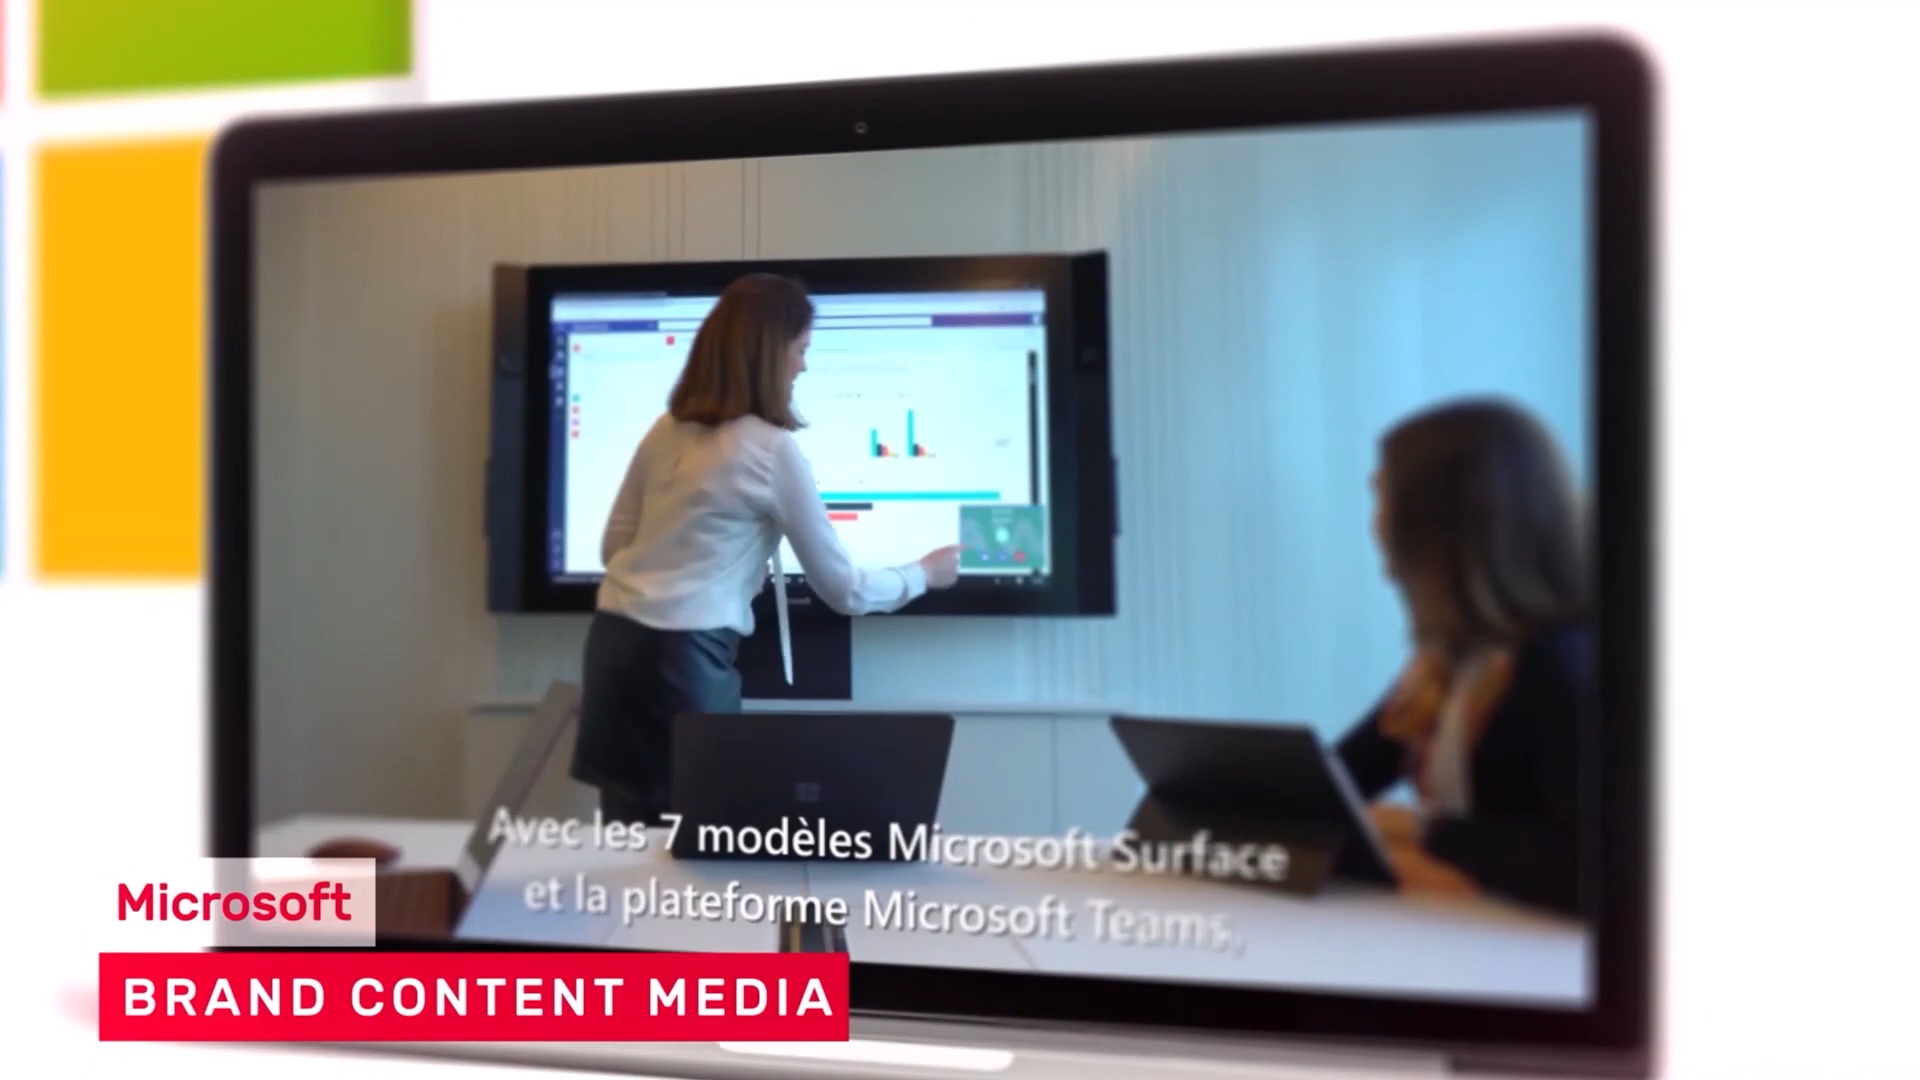 Avec les 7 modèles Microsoft Surface
et la plateforme Microsoft Teams,
Microsoft
BRAND CONTENT MEDIA